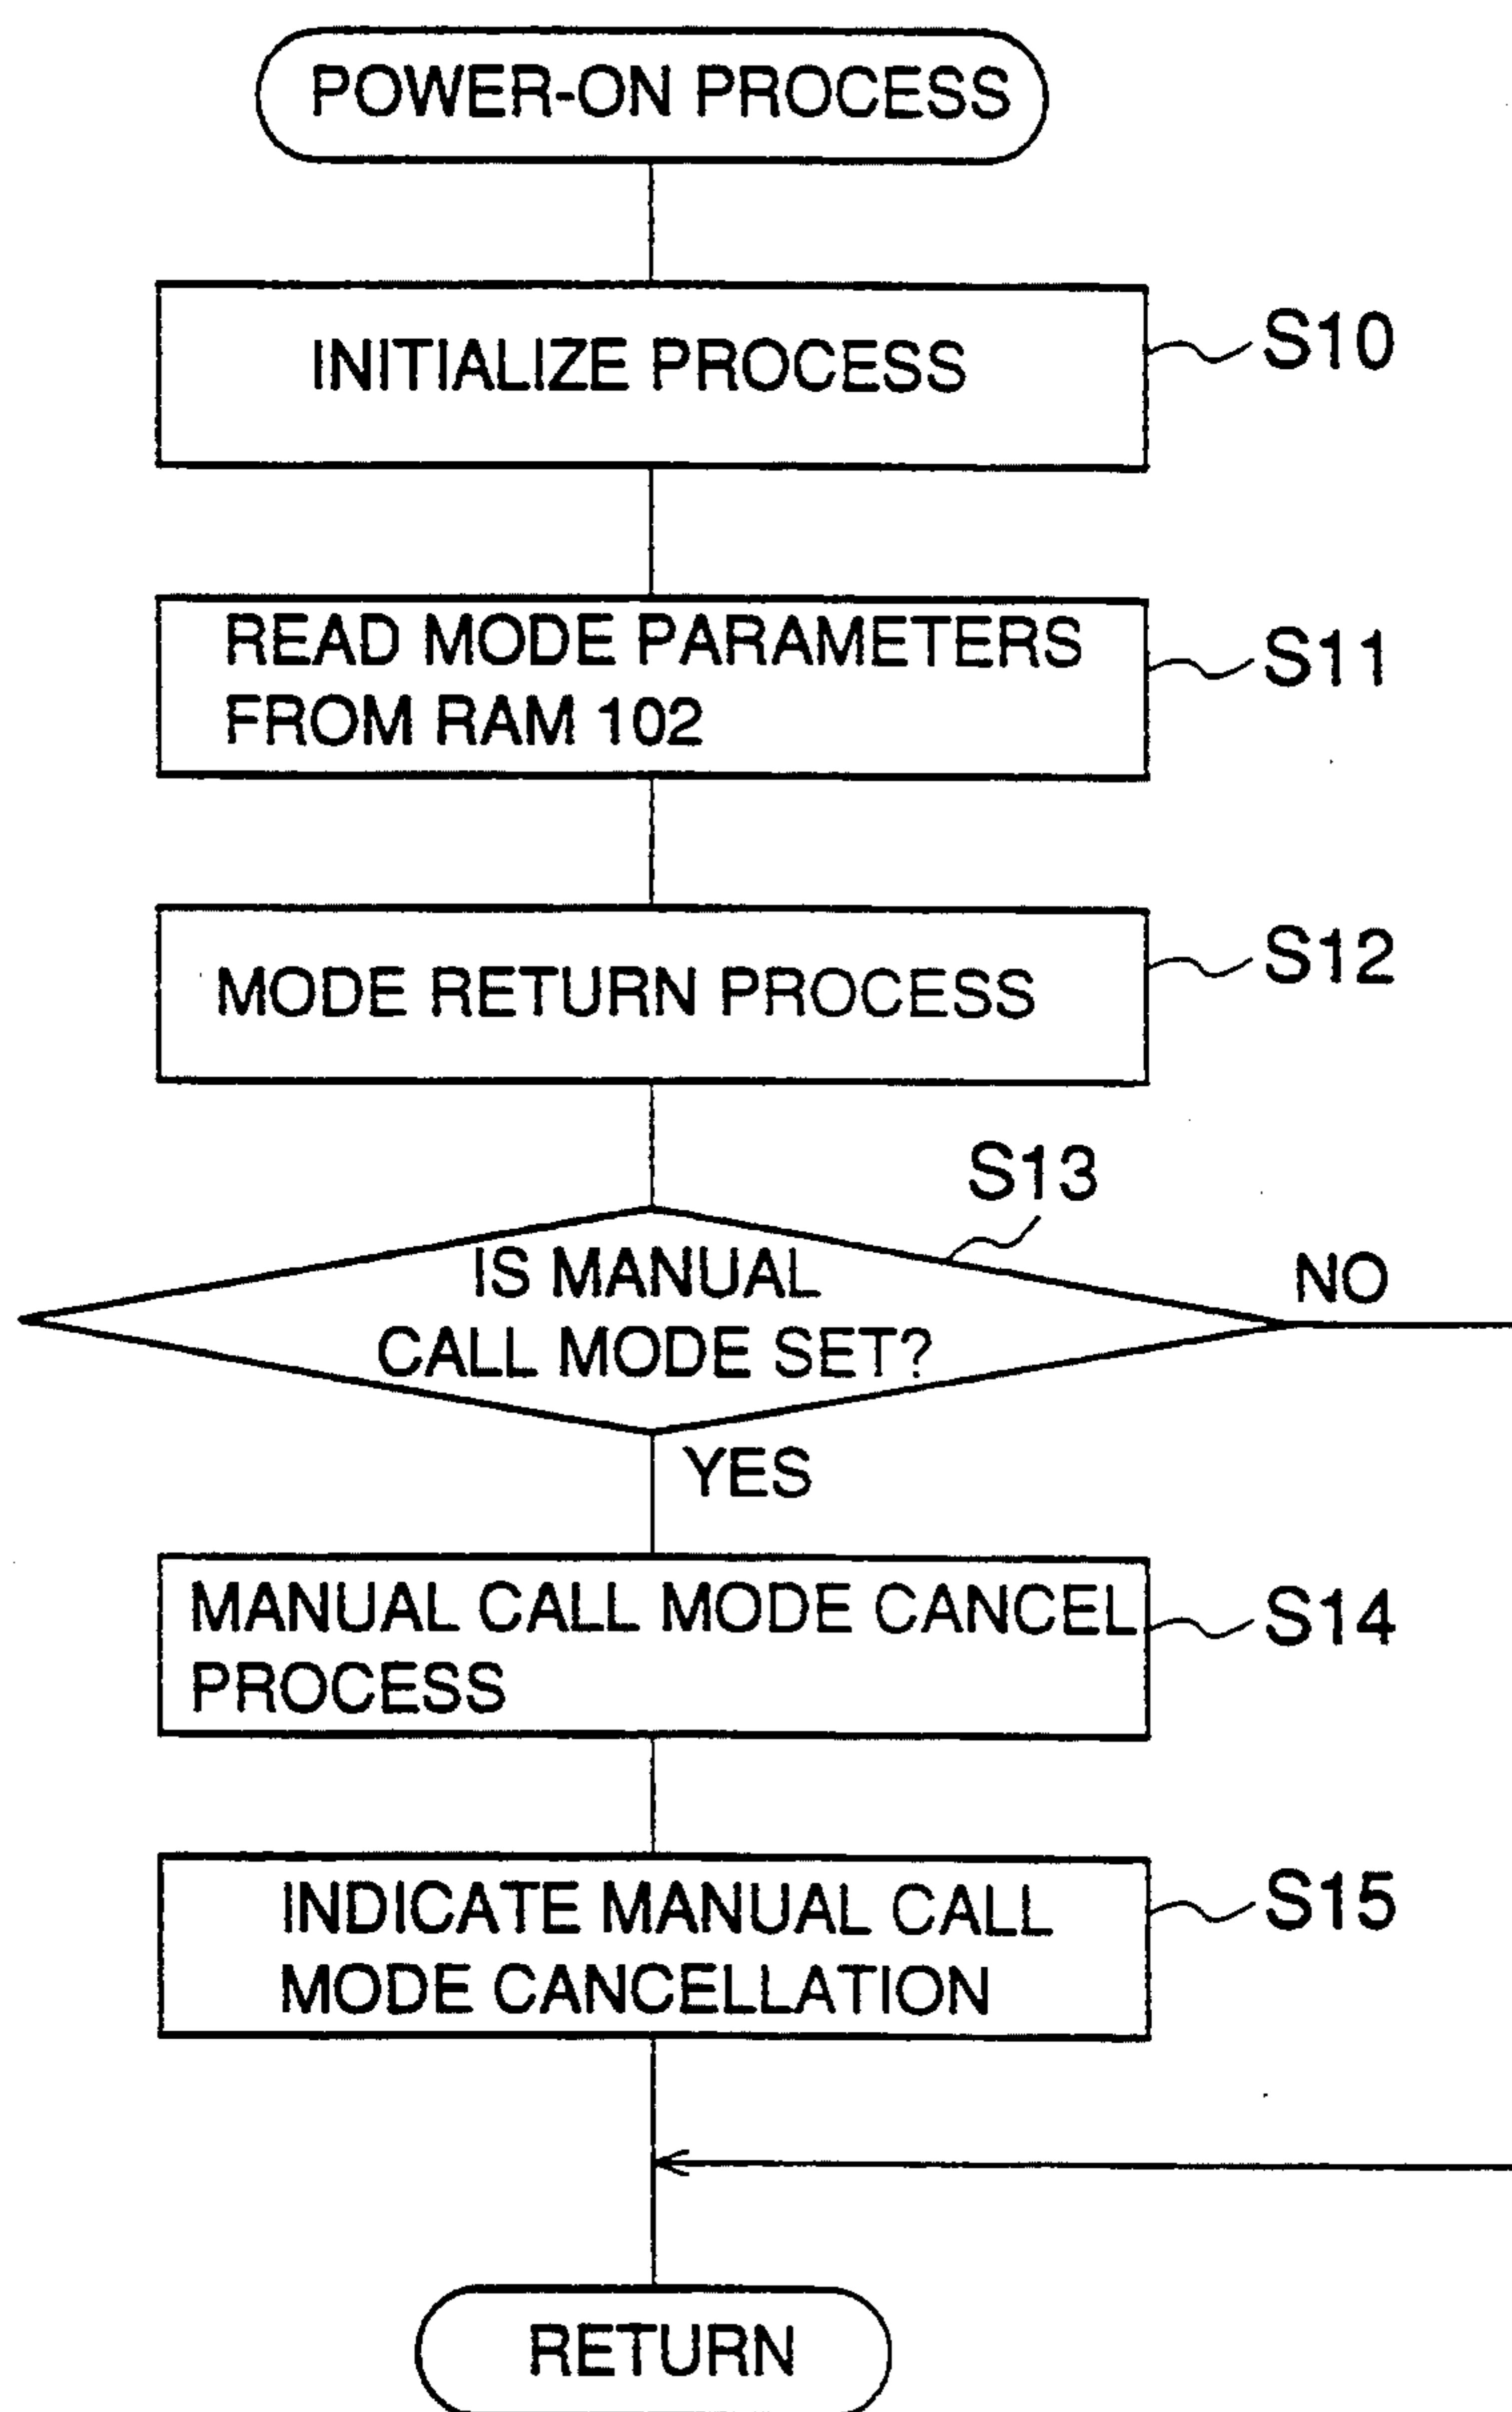 POWER-ON PROCESS
INITIALIZE PROCESS
S10
READ MODE PARAMETERS
FROM RAM 102
S11
MODE RETURN PROCESS
S12
S13
IS MANUAL
CALL MODE SET?
NO
YES
MANUAL CALL MODE CANCEL
PROCESS
S14
INDICATE MANUAL CALL
MODE CANCELLATION
S15
RETURN